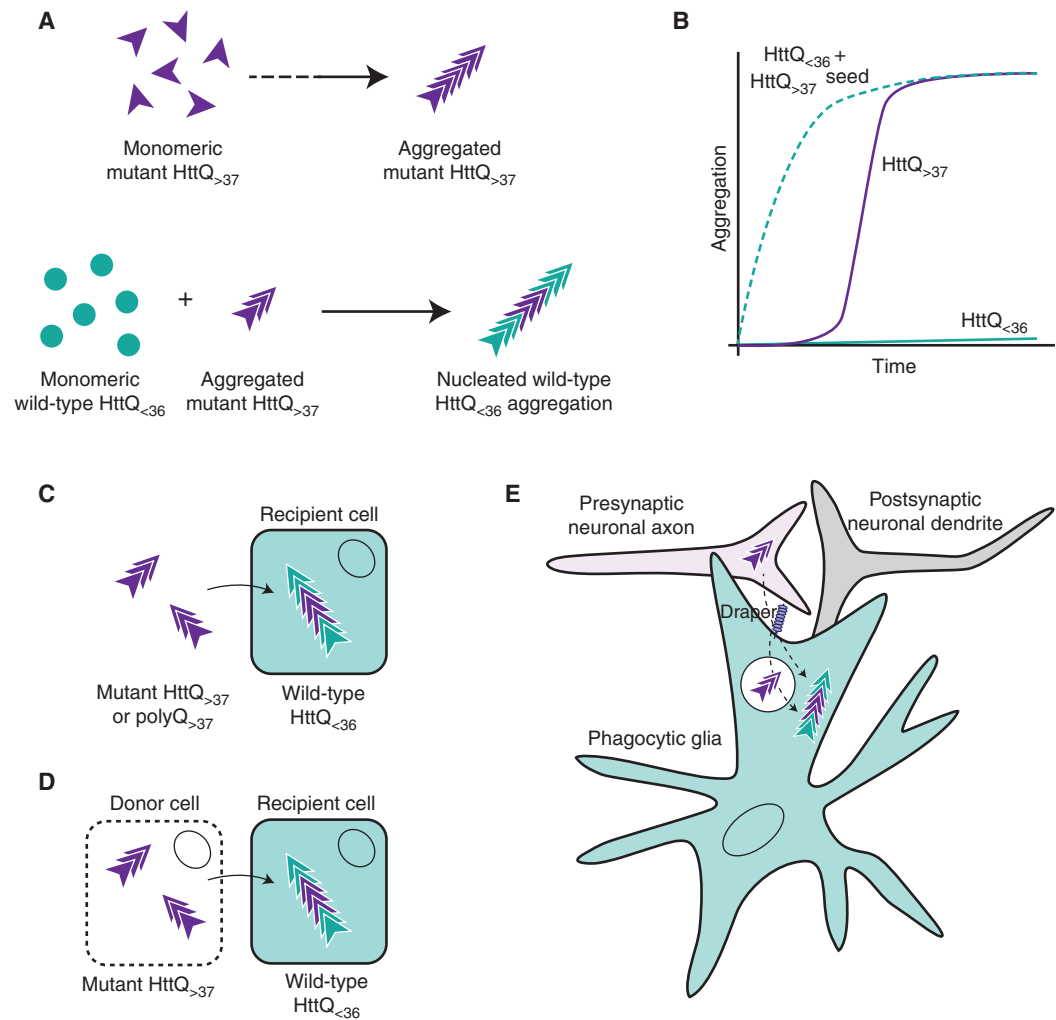 A
Monomeric
mutant HttQ>37
Aggregated
mutant HttQ>37
Monomeric
wild-type HttQ<36
+
Aggregated
mutant HttQ>37
Nucleated wild-type
HttQ<36 aggregation
B
HttQ<36 +
HttQ>37 seed
HttQ>37
HttQ<36
Aggregation
Time
C
Recipient cell
Mutant HttQ>37
or polyQ>37
Wild-type
HttQ<36
D
Donor cell
Recipient cell
Mutant HttQ>37
Wild-type
HttQ<36
E
Presynaptic
neuronal axon
Postsynaptic
neuronal dendrite
Draper
Phagocytic glia